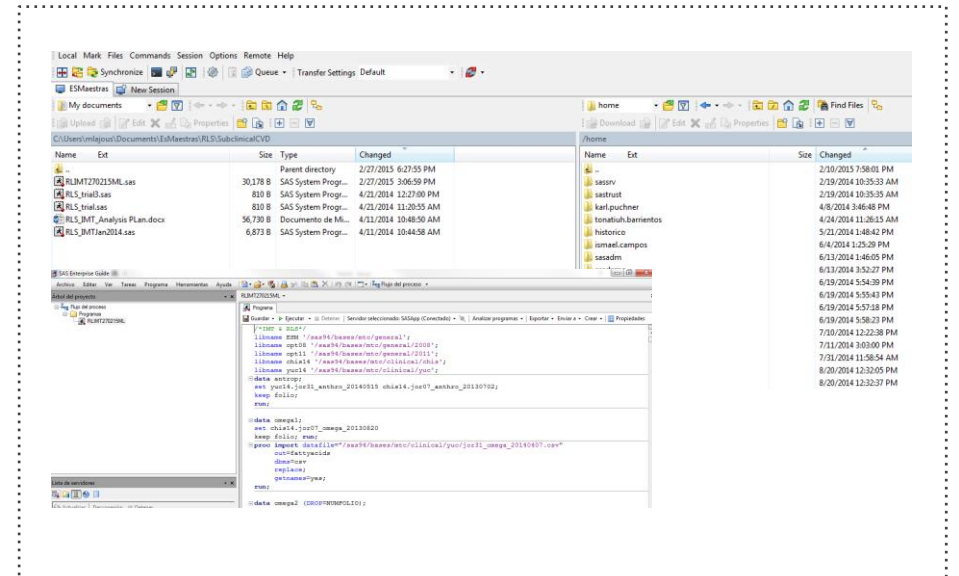 Local Mark Files Commands Session Options Remote Help
Synchronize Queue Transfer Settings Default
ESMaestras New Session
My documents
Upload Edit Properties
C:\Users\mlajous\Documents\EsMaestras\RLS\SubclinicalCVD
Name Ext Size Type Changed
.. Parent directory 2/27/2015 6:27:55 PM
RLIMT270215ML.sas 30,178 B SAS System Progr... 2/27/2015 3:06:59 PM
RLS_trial3.sas 810 B SAS System Progr... 4/21/2014 12:27:00 PM
RLS_trial.sas 810 B SAS System Progr... 4/21/2014 11:20:55 AM
RLS_IMT_Analysis PLan.docx 56,730 B Documento de Mi... 4/11/2014 10:48:50 AM
RLS_IMTJan2014.sas 6,873 B SAS System Progr... 4/11/2014 10:44:58 AM
home Find Files
Download Edit Properties
/home
Name Ext Size Changed
.. 2/10/2015 7:58:01 PM
sassrv 2/19/2014 10:35:33 AM
sastrust 2/19/2014 10:35:35 AM
karl.puchner 4/8/2014 3:46:48 PM
tonatiuh.barrientos 4/24/2014 11:26:15 AM
historico 5/21/2014 1:48:42 PM
ismael.campos 6/4/2014 1:25:29 PM
sasadm 6/13/2014 1:46:05 PM
6/13/2014 3:52:27 PM
6/19/2014 5:54:39 PM
6/19/2014 5:55:43 PM
6/19/2014 5:57:18 PM
6/19/2014 5:58:23 PM
7/10/2014 12:22:38 PM
7/11/2014 3:03:00 PM
7/31/2014 11:58:54 AM
8/20/2014 12:32:05 PM
8/20/2014 12:32:37 PM
SAS Enterprise Guide
Archivo Editar Ver Tareas Programa Herramientas Ayuda Flujo del proceso
Árbol del proyecto
Flujo del proceso
Programas
RLIMT270215ML
Lista de servidores
RLIMT270215ML
Programa
Guardar Ejecutar Detener Servidor seleccionado: SASApp (Conectado) Analizar programas Exportar Enviar a Crear Propiedades
/*IMT & RLS*/
libname ESM '/sas94/bases/mtc/general';
libname opt08 '/sas94/bases/mtc/general/2008';
libname opt11 '/sas94/bases/mtc/general/2011';
libname chis14 '/sas94/bases/mtc/clinical/chis';
libname yuc14 '/sas94/bases/mtc/clinical/yuc';
data antrop;
set yuc14.jor31_anthro_20140515 chis14.jor07_anthro_20130702;
keep folio;
run;
data omega1;
set chis14.jor07_omega_20130820
keep folio; run;
proc import datafile="/sas94/bases/mtc/clinical/yuc/jor31_omega_20140407.csv"
out=fattyacids
dbms=csv
replace;
getnames=yes;
run;
data omega2 (DROP=NUMFOLIO);